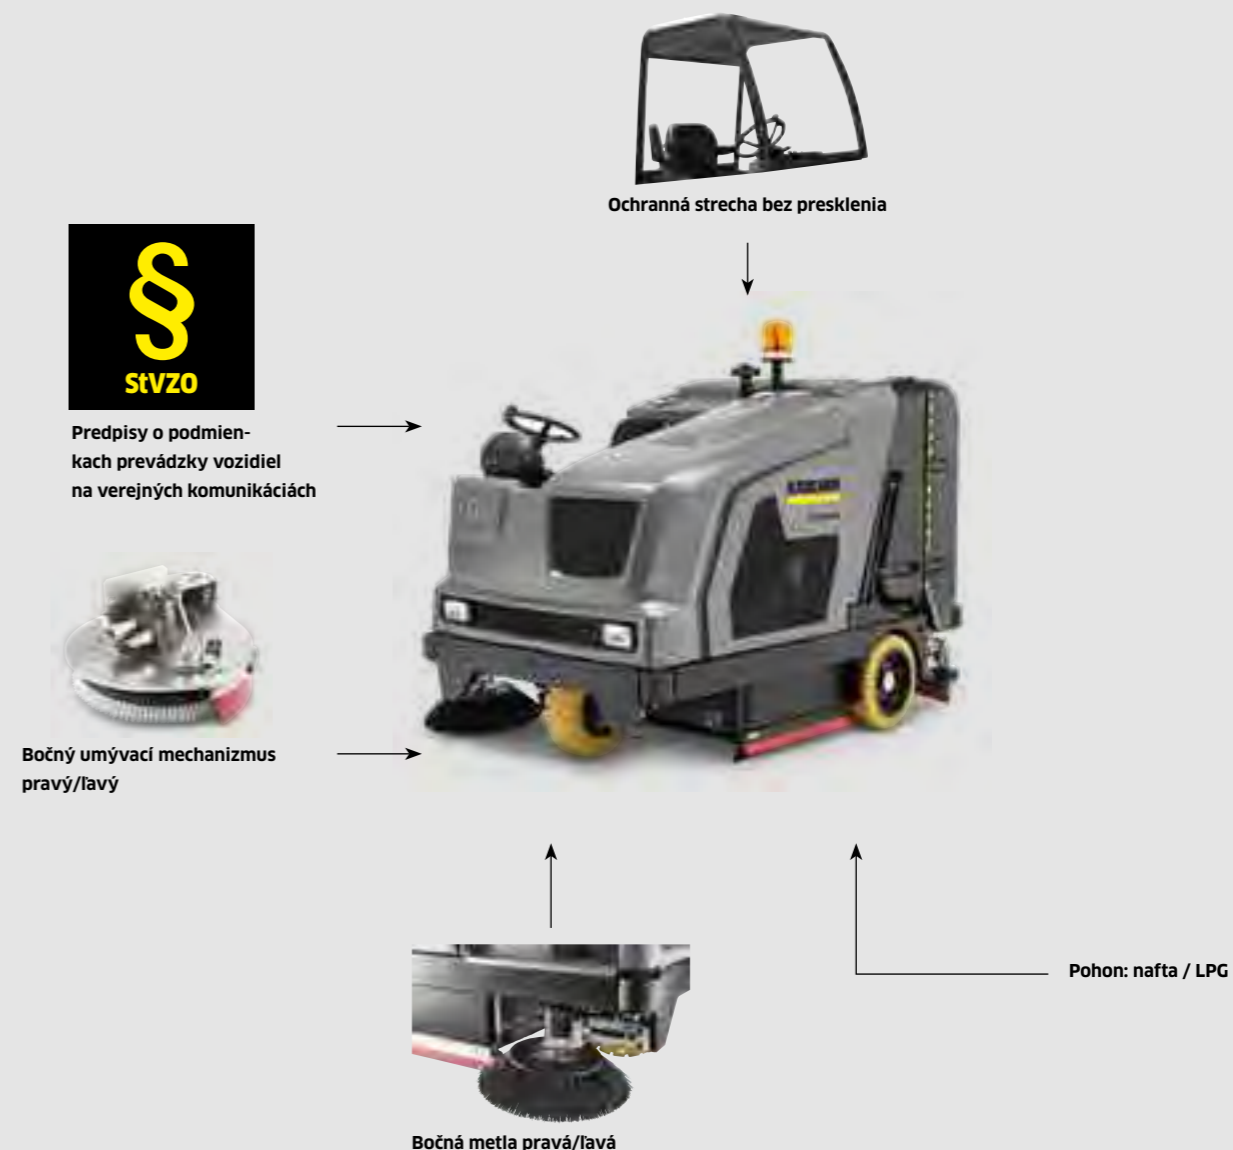 Ochranná strecha bez presklenia
StVZO
Predpisy o podmien-
kach prevádzky vozidiel
na verejných komunikáciách
KÄRCHER
Bočný umývací mechanizmus
pravý/ľavý
Pohon: nafta / LPG
Bočná metla pravá/ľavá